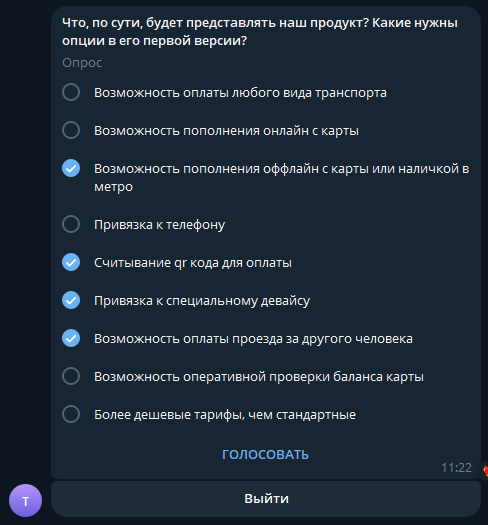 Что, по сути, будет представлять наш продукт? Какие нужны
опции в его первой версии?
Опрос
Возможность оплаты любого вида транспорта
Возможность пополнения онлайн с карты
Возможность пополнения оффлайн с карты или наличкой в
метро
Привязка к телефону
Считывание qr кода для оплаты
Привязка к специальному девайсу
Возможность оплаты проезда за другого человека
Возможность оперативной проверки баланса карты
Более дешевые тарифы, чем стандартные
ГОЛОСОВАТЬ
11:22
Т
Выйти